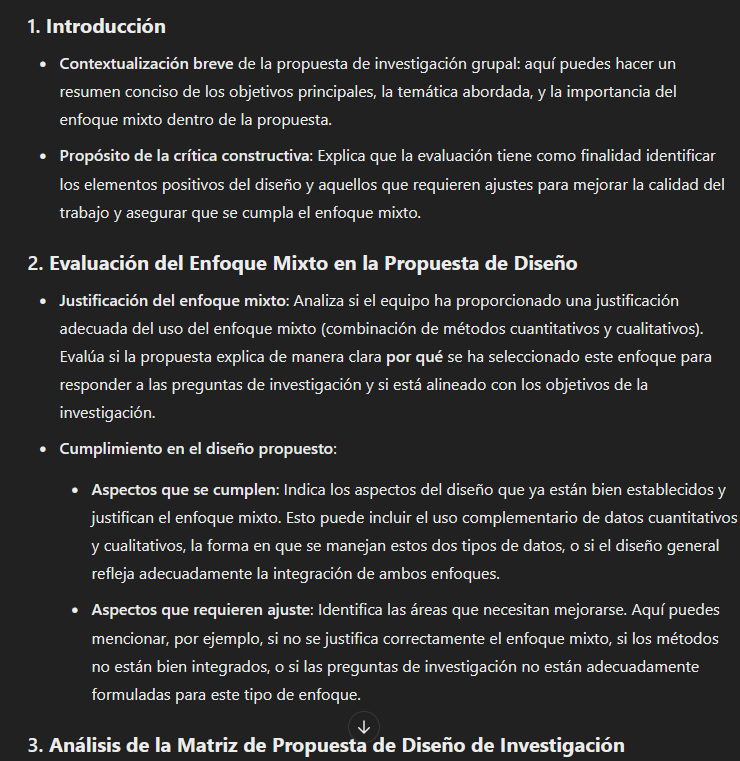 1. Introducción
• Contextualización breve de la propuesta de investigación grupal: aquí puedes hacer un
resumen conciso de los objetivos principales, la temática abordada, y la importancia del
enfoque mixto dentro de la propuesta.
• Propósito de la crítica constructiva: Explica que la evaluación tiene como finalidad identificar
los elementos positivos del diseño y aquellos que requieren ajustes para mejorar la calidad del
trabajo y asegurar que se cumpla el enfoque mixto.
2. Evaluación del Enfoque Mixto en la Propuesta de Diseño
• Justificación del enfoque mixto: Analiza si el equipo ha proporcionado una justificación
adecuada del uso del enfoque mixto (combinación de métodos cuantitativos y cualitativos).
Evalúa si la propuesta explica de manera clara por qué se ha seleccionado este enfoque para
responder a las preguntas de investigación y si está alineado con los objetivos de la
investigación.
• Cumplimiento en el diseño propuesto:
• Aspectos que se cumplen: Indica los aspectos del diseño que ya están bien establecidos y
justifican el enfoque mixto. Esto puede incluir el uso complementario de datos cuantitativos
y cualitativos, la forma en que se manejan estos dos tipos de datos, o si el diseño general
refleja adecuadamente la integración de ambos enfoques.
• Aspectos que requieren ajuste: Identifica las áreas que necesitan mejorarse. Aquí puedes
mencionar, por ejemplo, si no se justifica correctamente el enfoque mixto, si los métodos
no están bien integrados, o si las preguntas de investigación no están adecuadamente
formuladas para este tipo de enfoque.
3. Análisis de la Matriz de Propuesta de Diseño de Investigación